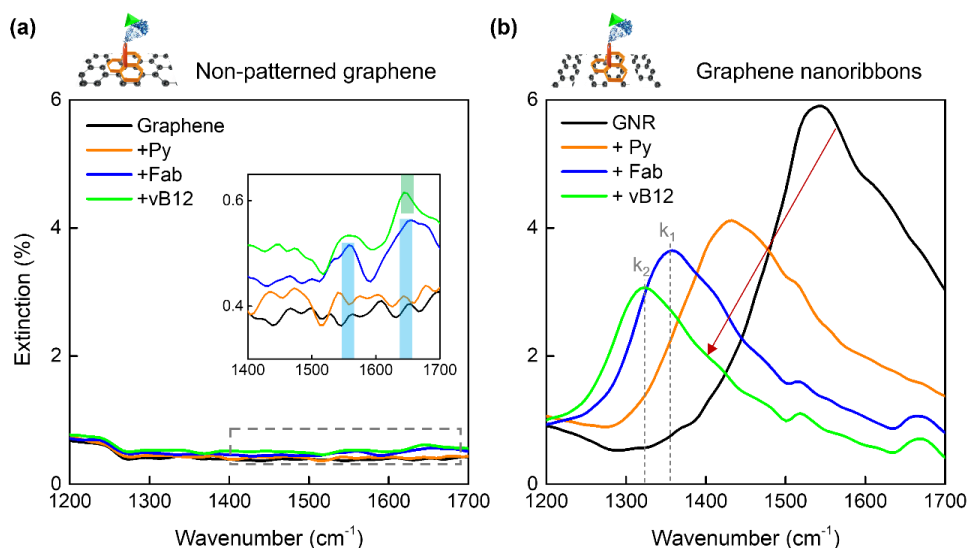 (a)
Non-patterned graphene
Graphene
+Py
+Fab
+vB12
0.6
0.4
1400
1500
1600
1700
6
4
2
0
1200
1300
1400
1500
1600
1700
Extinction (%)
Wavenumber (cm⁻¹)
(b)
Graphene nanoribbons
GNR
+ Py
+ Fab
+ vB12
k₁
k₂
6
4
2
0
1200
1300
1400
1500
1600
1700
Wavenumber (cm⁻¹)